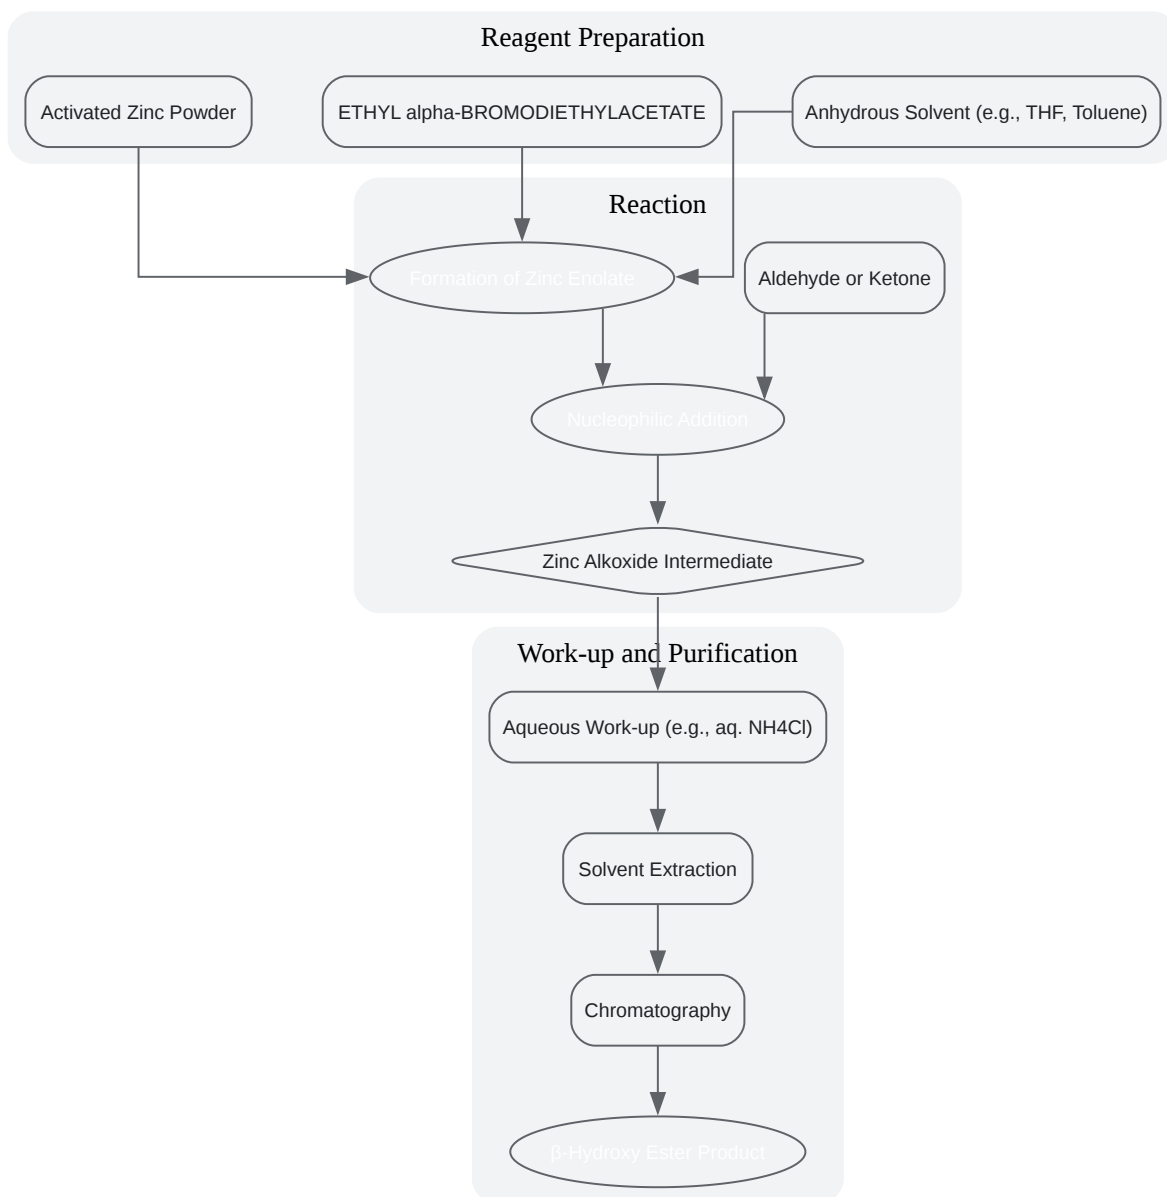 Reagent Preparation
Activated Zinc Powder
ETHYL alpha-BROMODIETHYLACETATE
Anhydrous Solvent (e.g., THF, Toluene)
Reaction
Formation of Zinc Enolate
Aldehyde or Ketone
Nucleophilic Addition
Zinc Alkoxide Intermediate
Work-up and Purification
Aqueous Work-up (e.g., aq. NH4Cl)
Solvent Extraction
Chromatography
β-Hydroxy Ester Product